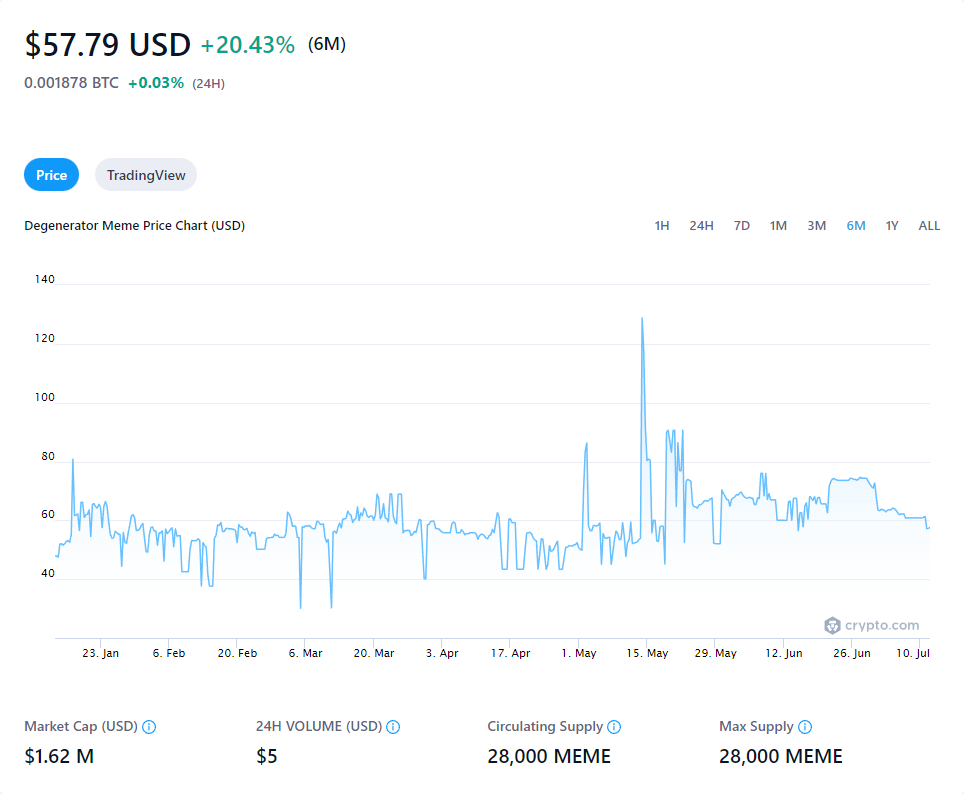 $57.79 USD +20.43% (6M)
0.001878 BTC +0.03% (24H)
Price TradingView
Degenerator Meme Price Chart (USD) 1H 24H 7D 1M 3M 6M 1Y ALL
140
120
100
80
60
40
crypto.com
23. Jan 6. Feb 20. Feb 6. Mar 20. Mar 3. Apr 17. Apr 1. May 15. May 29. May 12. Jun 26. Jun 10. Jul
Market Cap (USD) 24H VOLUME (USD) Circulating Supply Max Supply
$1.62 M $5 28,000 MEME 28,000 MEME